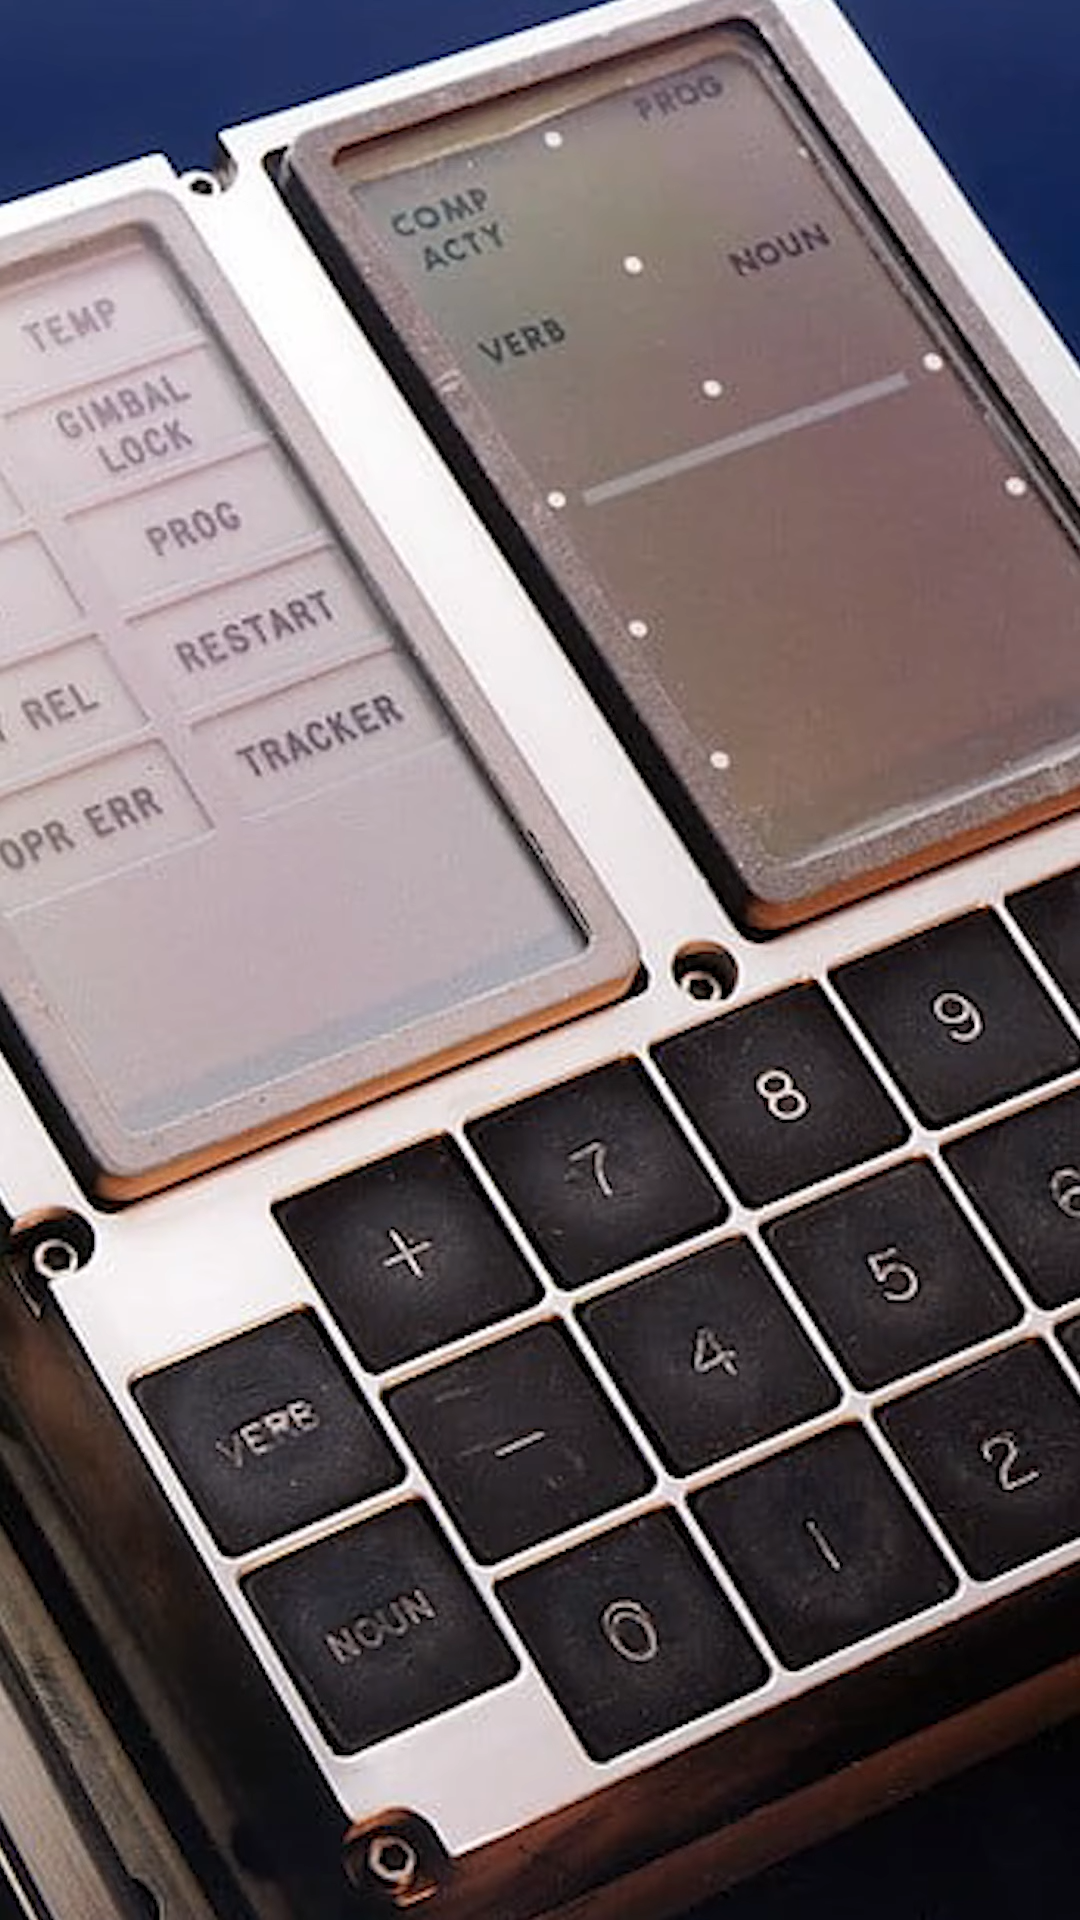 TEMP
GIMBAL
LOCK
PROG
RESTART
TRACKER
REL
OPR ERR
PROG
COMP
ACTY
NOUN
VERB
+ 7 8 9
VERB - 4 5 6
NOUN 0 1 2